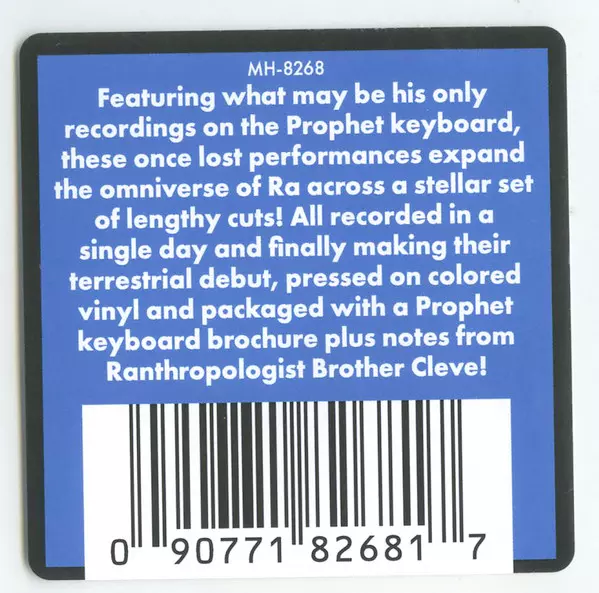 MH-8268
Featuring what may be his only
recordings on the Prophet keyboard,
these once lost performances expand
the omniverse of Ra across a stellar set
of lengthy cuts! All recorded in a
single day and finally making their
terrestrial debut, pressed on colored
vinyl and packaged with a Prophet
keyboard brochure plus notes from
Ranthropologist Brother Cleve!
0 90771 82681 7